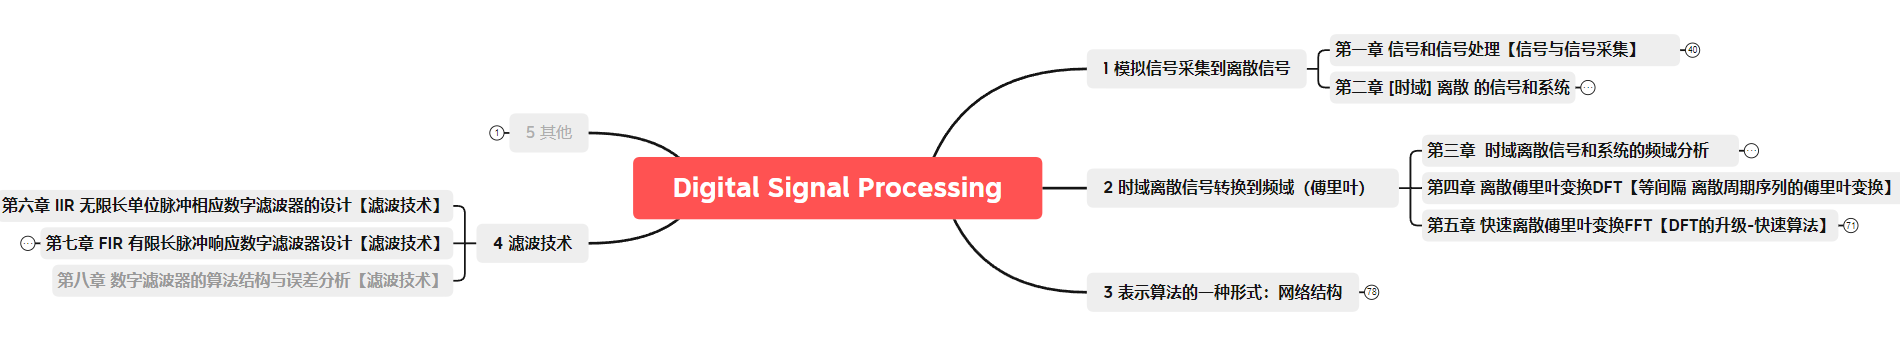 Digital Signal Processing
1 模拟信号采集到离散信号
第一章 信号和信号处理【信号与信号采集】
40
第二章 [时域] 离散 的信号和系统
2 时域离散信号转换到频域（傅里叶）
第三章 时域离散信号和系统的频域分析
第四章 离散傅里叶变换DFT【等间隔 离散周期序列的傅里叶变换】
第五章 快速离散傅里叶变换FFT【DFT的升级-快速算法】
71
3 表示算法的一种形式：网络结构
78
4 滤波技术
第六章 IIR 无限长单位脉冲相应数字滤波器的设计【滤波技术】
第七章 FIR 有限长脉冲响应数字滤波器设计【滤波技术】
第八章 数字滤波器的算法结构与误差分析【滤波技术】
5 其他
1